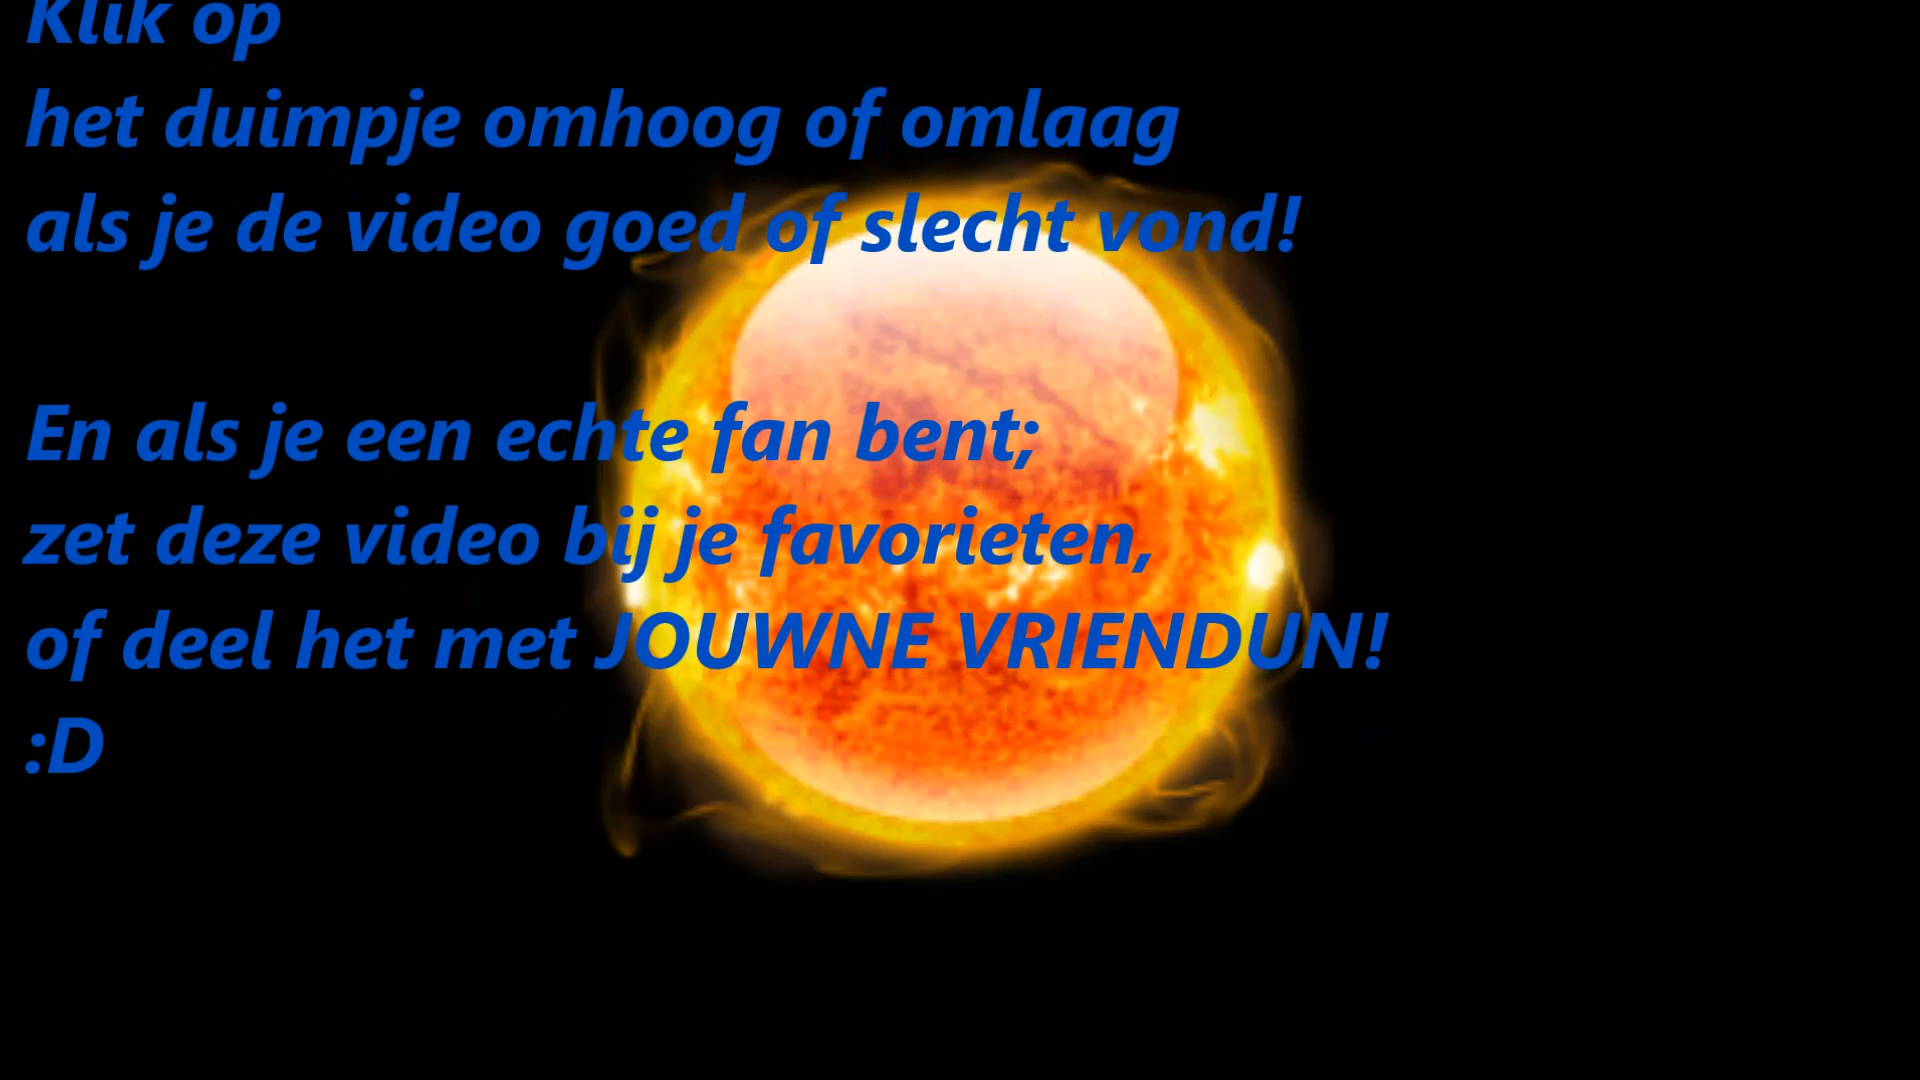 Klik op
het duimpje omhoog of omlaag
als je de video goed of slecht vond!
En als je een echte fan bent;
zet deze video bij je favorieten,
of deel het met JOUWNE VRIENDUN!
:D